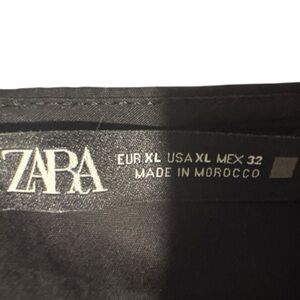 ZARA
EUR XL USA XL MEX 32
MADE IN MOROCCO